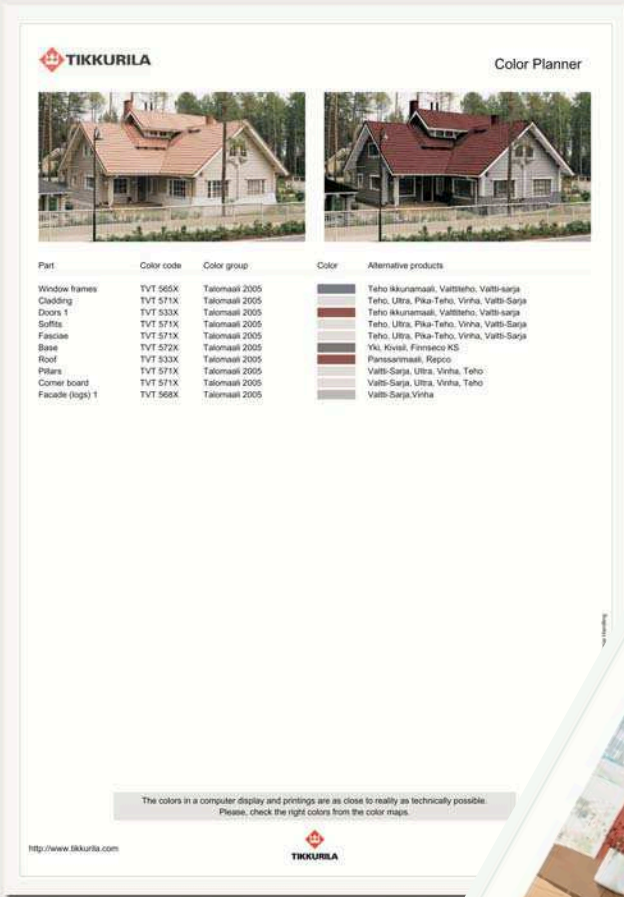 TIKKURILA
Color Planner
Part Color code Color group Color Alternative products
Window frames TVT 565X Talomaali 2005 Teho ikkunamaali, Valttiteho, Valtti-sarja
Cladding TVT 571X Talomaali 2005 Teho, Ultra, Pika-Teho, Vinha, Valtti-Sarja
Doors 1 TVT 533X Talomaali 2005 Teho ikkunamaali, Valttiteho, Valtti-sarja
Soffits TVT 571X Talomaali 2005 Teho, Ultra, Pika-Teho, Vinha, Valtti-Sarja
Fasciae TVT 571X Talomaali 2005 Teho, Ultra, Pika-Teho, Vinha, Valtti-Sarja
Base TVT 572X Talomaali 2005 Yki, Kivisil, Finnseco KS
Roof TVT 533X Talomaali 2005 Panssarimaali, Repco
Pillars TVT 571X Talomaali 2005 Valtti-Sarja, Ultra, Vinha, Teho
Corner board TVT 571X Talomaali 2005 Valtti-Sarja, Ultra, Vinha, Teho
Facade (logs) 1 TVT 568X Talomaali 2005 Valtti-Sarja,Vinha
Handling
The colors in a computer display and printings are as close to reality as technically possible.
Please, check the right colors from the color maps.
http://www.tikkurila.com
TIKKURILA